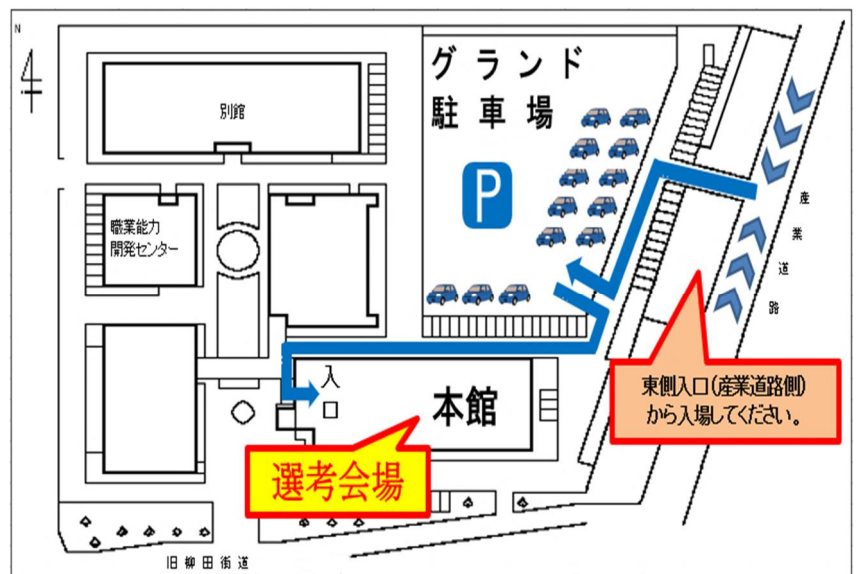 N
グランド
駐車場
別館
P
職業能力
開発センター
産業道路
東側入口(産業道路側)
から入場してください。
入口
本館
選考会場
旧柳田街道